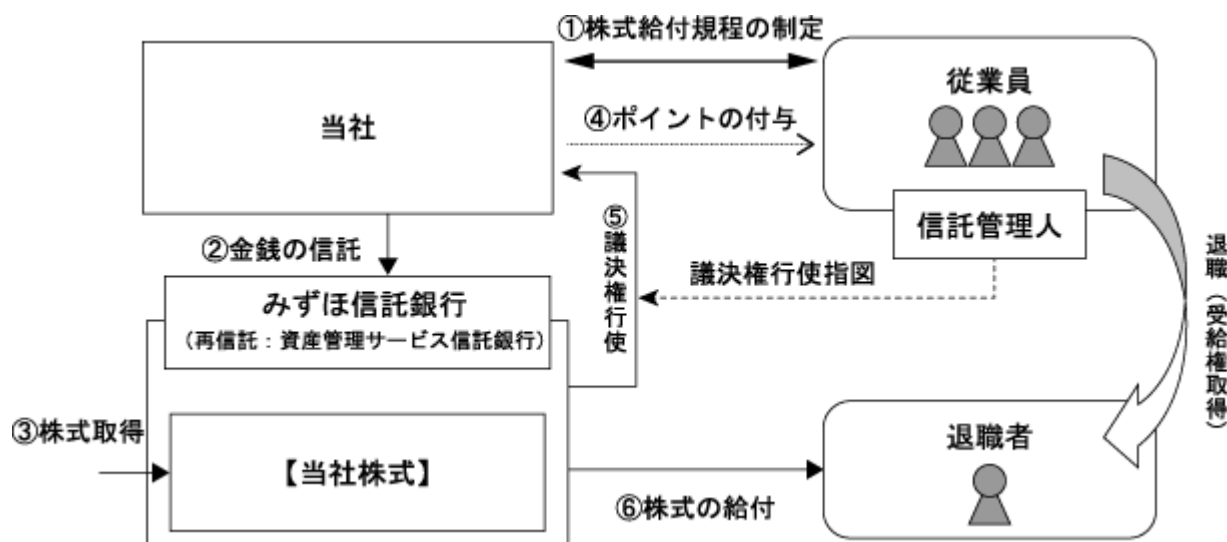 ①株式給付規程の制定
当社
従業員
④ポイントの付与
信託管理人
②金銭の信託
⑤議決権行使
議決権行使指図
退職（受給権取得）
みずほ信託銀行
（再信託：資産管理サービス信託銀行）
③株式取得
【当社株式】
退職者
⑥株式の給付